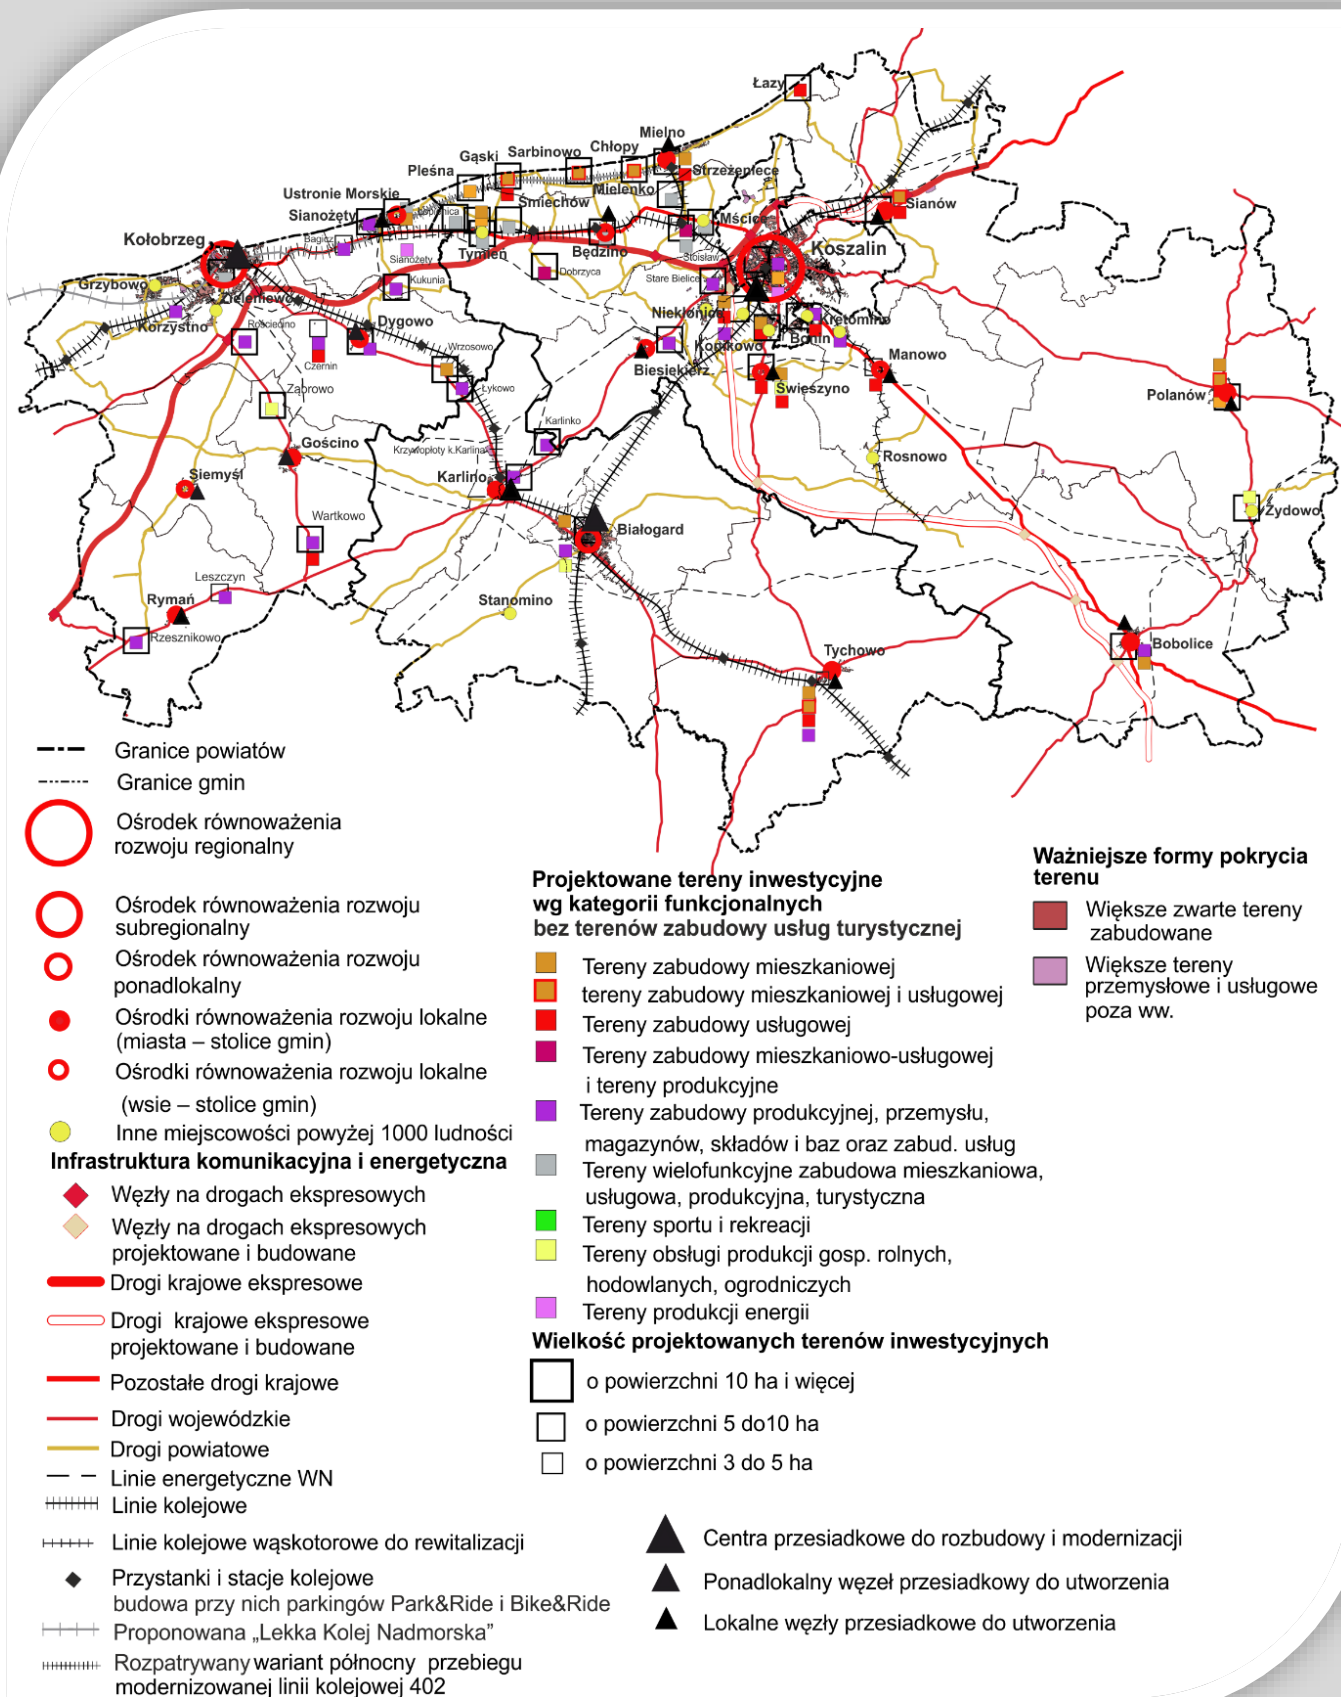 Łazy
Mielno
Chłopy
Sarbinowo
Gąski
Pleśna
Strzeżeniece
Mielenko
Ustronie Morskie
Śmiechów
Sianów
Sianożęty
Mścice
Kołobrzeg
Koszalin
Bagicz
Tymień
Będzino
Stoisław
Sianożęty
Dobrzyca
Stare Bielice
Grzybowo
Kukunia
Zieleniewo
Niekłonice
Korzystno
Rościęcino
Dygowo
Kretomino
Bonin
Konikowo
Wrzosowo
Manowo
Czernin
Biesiekierz
Ząbrowo
Łykowo
Świeszyno
Polanów
Karlinko
Gościno
Krzywopłoty k.Karlina
Rosnowo
Siemyśl
Karlino
Żydowo
Wartkowo
Białogard
Leszczyn
Rymań
Stanomino
Rzesznikowo
Tychowo
Bobolice
Granice powiatów
Granice gmin
Ośrodek równoważenia
rozwoju regionalny
Ośrodek równoważenia rozwoju
subregionalny
Ośrodek równoważenia rozwoju
ponadlokalny
Ośrodki równoważenia rozwoju lokalne
(miasta – stolice gmin)
Ośrodki równoważenia rozwoju lokalne
(wsie – stolice gmin)
Inne miejscowości powyżej 1000 ludności
Infrastruktura komunikacyjna i energetyczna
Węzły na drogach ekspresowych
Węzły na drogach ekspresowych
projektowane i budowane
Drogi krajowe ekspresowe
Drogi krajowe ekspresowe
projektowane i budowane
Pozostałe drogi krajowe
Drogi wojewódzkie
Drogi powiatowe
Linie energetyczne WN
Linie kolejowe
Linie kolejowe wąskotorowe do rewitalizacji
Przystanki i stacje kolejowe
budowa przy nich parkingów Park&Ride i Bike&Ride
Proponowana „Lekka Kolej Nadmorska”
Rozpatrywany wariant północny przebiegu
modernizowanej linii kolejowej 402
Projektowane tereny inwestycyjne
wg kategorii funkcjonalnych
bez terenów zabudowy usług turystycznej
Tereny zabudowy mieszkaniowej
tereny zabudowy mieszkaniowej i usługowej
Tereny zabudowy usługowej
Tereny zabudowy mieszkaniowo-usługowej
i tereny produkcyjne
Tereny zabudowy produkcyjnej, przemysłu,
magazynów, składów i baz oraz zabud. usług
Tereny wielofunkcyjne zabudowa mieszkaniowa,
usługowa, produkcyjna, turystyczna
Tereny sportu i rekreacji
Tereny obsługi produkcji gosp. rolnych,
hodowlanych, ogrodniczych
Tereny produkcji energii
Wielkość projektowanych terenów inwestycyjnych
o powierzchni 10 ha i więcej
o powierzchni 5 do10 ha
o powierzchni 3 do 5 ha
Centra przesiadkowe do rozbudowy i modernizacji
Ponadlokalny węzeł przesiadkowy do utworzenia
Lokalne węzły przesiadkowe do utworzenia
Ważniejsze formy pokrycia
terenu
Większe zwarte tereny
zabudowane
Większe tereny
przemysłowe i usługowe
poza ww.